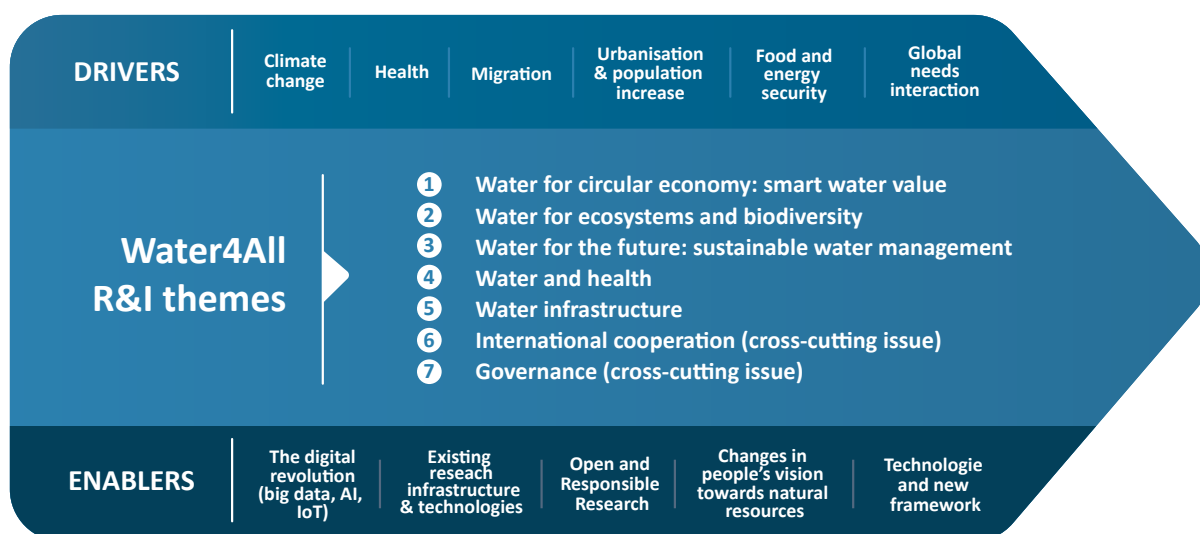 DRIVERS
Climate
change
Health
Migration
Urbanisation
& population
increase
Food and
energy
security
Global
needs
interaction
Water4All
R&I themes
1 Water for circular economy: smart water value
2 Water for ecosystems and biodiversity
3 Water for the future: sustainable water management
4 Water and health
5 Water infrastructure
6 International cooperation (cross-cutting issue)
7 Governance (cross-cutting issue)
ENABLERS
The digital
revolution
(big data, AI,
IoT)
Existing
reseach
infrastructure
& technologies
Open and
Responsible
Research
Changes in
people's vision
towards natural
resources
Technologie
and new
framework